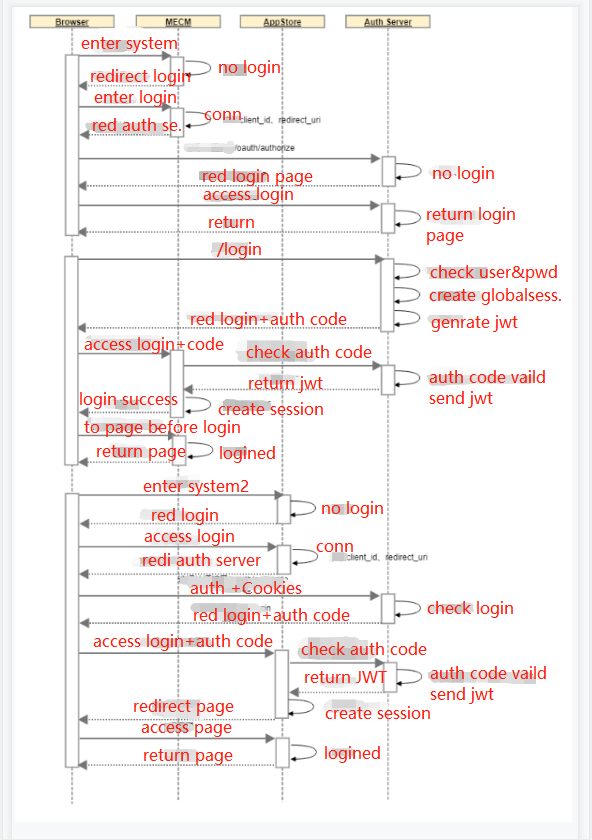 Browser MECM AppStore Auth Server
enter system
no login
redirect login
enter login
conn
client_id、redirect_uri
red auth se.
/oauth/authorize
no login
red login page
access login
return login
page
return
/login
check user&pwd
create globalsess.
genrate jwt
red login+auth code
access login+code
check auth code
return jwt
auth code vaild
send jwt
login success
create session
to page before login
return page
logined
enter system2
no login
red login
access login
conn
client_id、redirect_uri
redi auth server
auth +Cookies
check login
red login+auth code
access login+auth code
check auth code
return JWT
auth code vaild
send jwt
redirect page
create session
access page
return page
logined